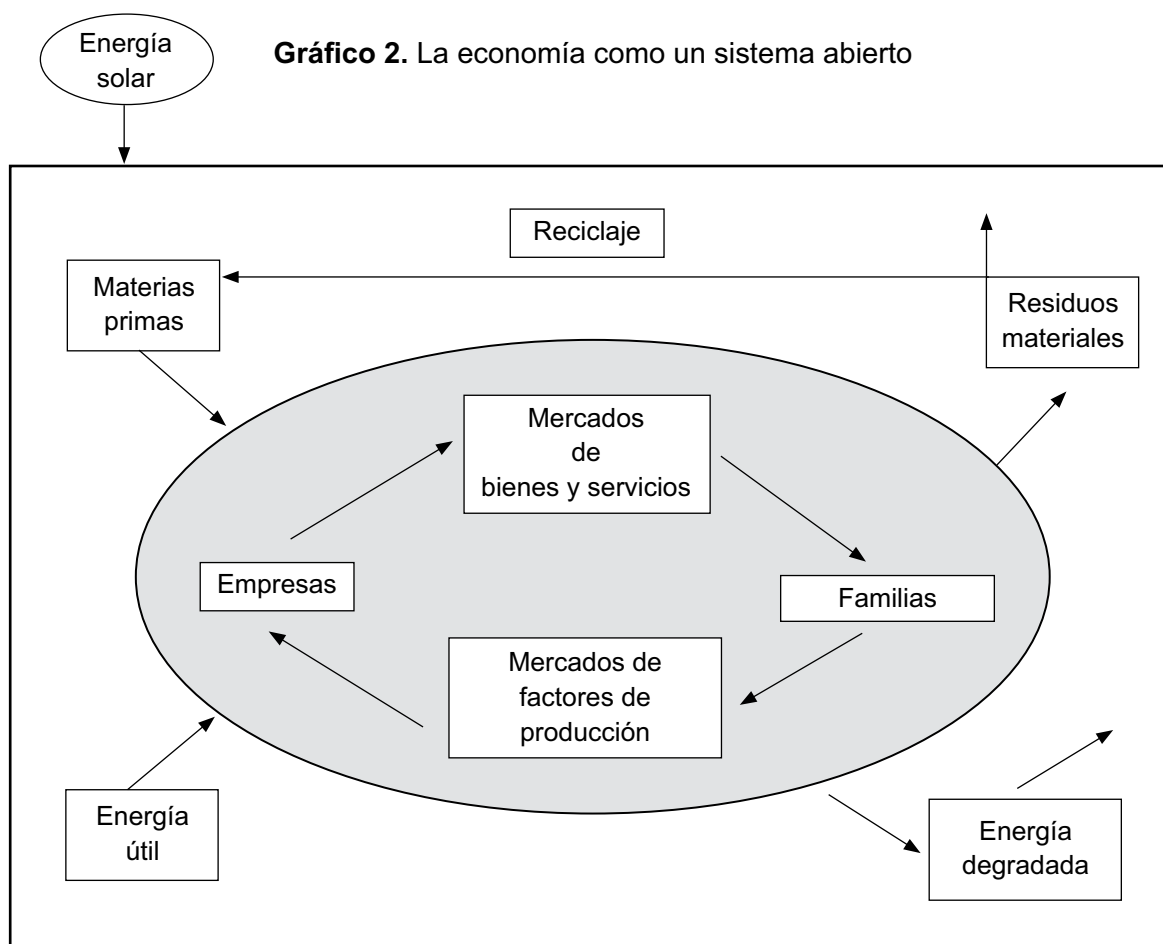 Energía
solar
Gráfico 2. La economía como un sistema abierto
Reciclaje
Materias
primas
Residuos
materiales
Mercados
de
bienes y servicios
Empresas
Familias
Mercados de
factores de
producción
Energía
útil
Energía
degradada